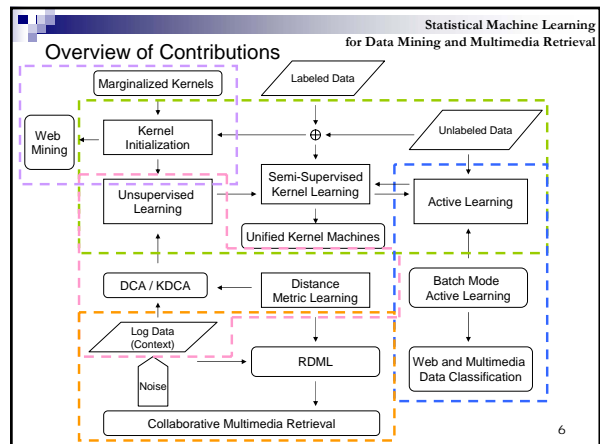 Statistical Machine Learning
for Data Mining and Multimedia Retrieval
Overview of Contributions
Marginalized Kernels
Labeled Data
Web
Mining
Kernel
Initialization
⊕
Unlabeled Data
Unsupervised
Learning
Semi-Supervised
Kernel Learning
Active Learning
Unified Kernel Machines
DCA / KDCA
Distance
Metric Learning
Batch Mode
Active Learning
Log Data
(Context)
RDML
Web and Multimedia
Data Classification
Noise
Collaborative Multimedia Retrieval
6